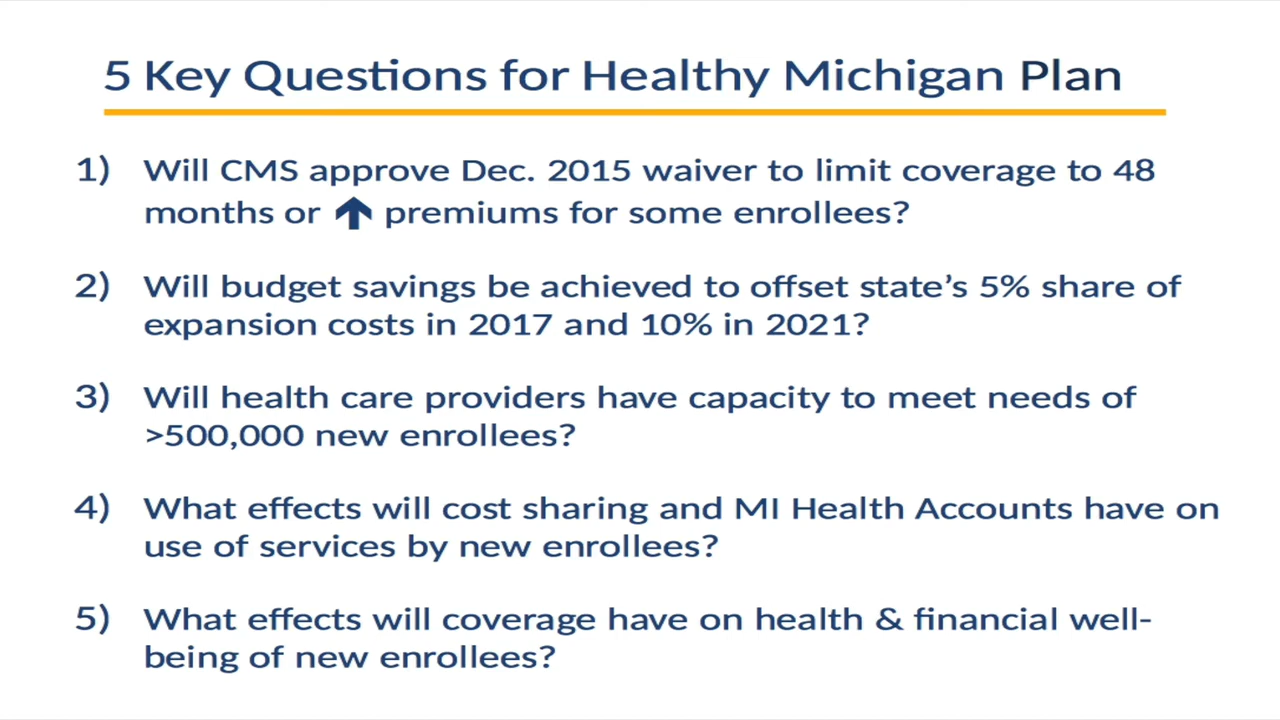 5 Key Questions for Healthy Michigan Plan
1) Will CMS approve Dec. 2015 waiver to limit coverage to 48
months or ⬆ premiums for some enrollees?
2) Will budget savings be achieved to offset state’s 5% share of
expansion costs in 2017 and 10% in 2021?
3) Will health care providers have capacity to meet needs of
>500,000 new enrollees?
4) What effects will cost sharing and MI Health Accounts have on
use of services by new enrollees?
5) What effects will coverage have on health & financial well-
being of new enrollees?